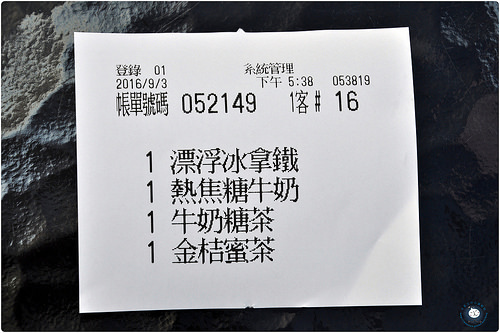 登錄 01 系統管理
2016/9/3 下午 5:38 053819
帳單號碼 052149 1客# 16
1 漂浮冰拿鐵
1 熱焦糖牛奶
1 牛奶糖茶
1 金桔蜜茶